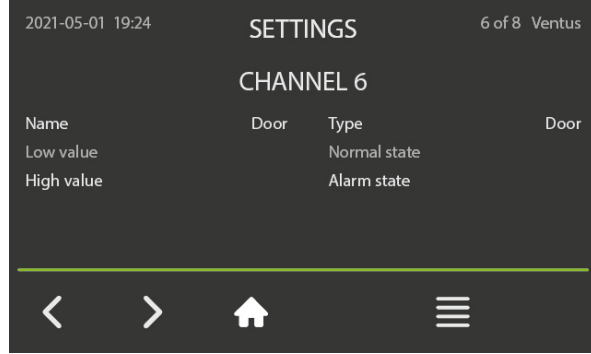 2021-05-01 19:24 SETTINGS 6 of 8 Ventus
CHANNEL 6
Name Door Type Door
Low value Normal state
High value Alarm state